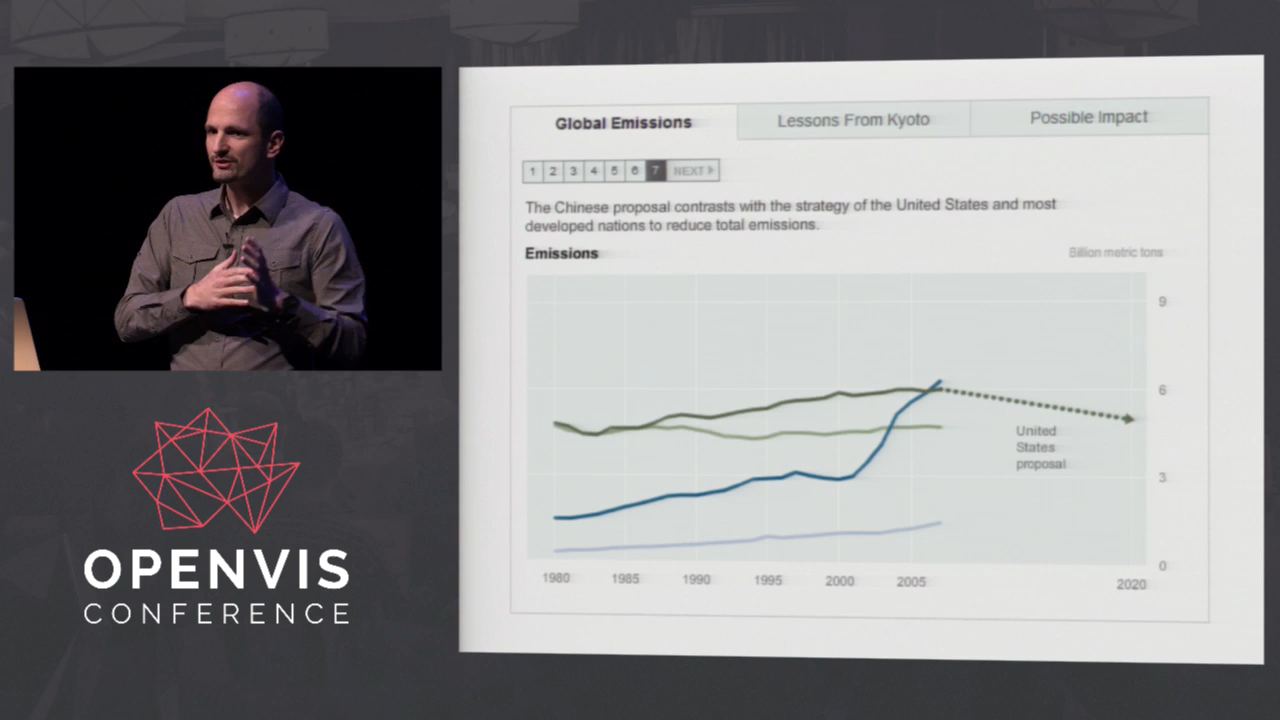 Global Emissions
Lessons From Kyoto
Possible Impact
1 2 3 4 5 6 7 NEXT
The Chinese proposal contrasts with the strategy of the United States and most
developed nations to reduce total emissions.
Emissions
Billion metric tons
9
6
United
States
proposal
3
0
1980 1985 1990 1995 2000 2005 2020
OPENVIS
CONFERENCE